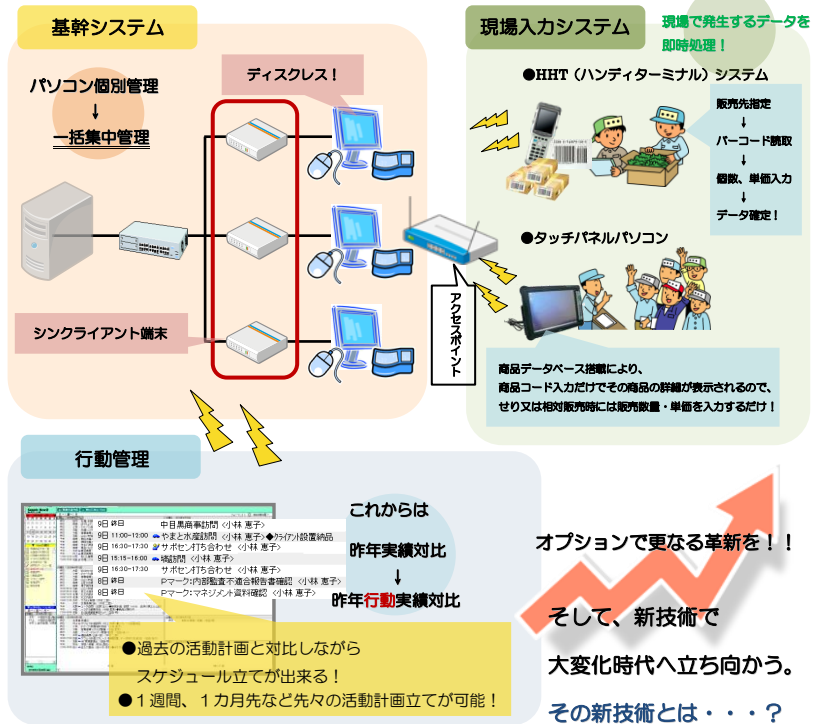 基幹システム
パソコン個別管理
↓
一括集中管理
ディスクレス！
シンクライアント端末
アクセスポイント
現場入力システム
現場で発生するデータを
即時処理！
●HHT（ハンディターミナル）システム
販売先指定
↓
バーコード読取
↓
個数、単価入力
↓
データ確定！
●タッチパネルパソコン
商品データベース搭載により、
商品コード入力だけでその商品の詳細が表示されるので、
せり又は相対販売時には販売数量・単価を入力するだけ！
行動管理
9日 終日 中目黒商事訪問 〈小林 恵子〉
9日 11:00-12:00 やまと水産訪問 〈小林 恵子〉◆クライアント設置納品
9日 16:30-17:30 サポセン打ち合わせ 〈小林 恵子〉
9日 15:15-16:00 訪問 〈小林 恵子〉
9日 16:30-17:30 サポセン打ち合わせ 〈小林 恵子〉
8日 終日 Pマーク:内部監査不適合報告書確認 〈小林 恵子〉
8日 終日 Pマーク:マネジメント資料確認 〈小林 恵子〉
これからは
昨年実績対比
↓
昨年行動実績対比
●過去の活動計画と対比しながら
スケジュール立てが出来る！
●１週間、１カ月先など先々の活動計画立てが可能！
オプションで更なる革新を！！
そして、新技術で
大変化時代へ立ち向かう。
その新技術とは・・・？